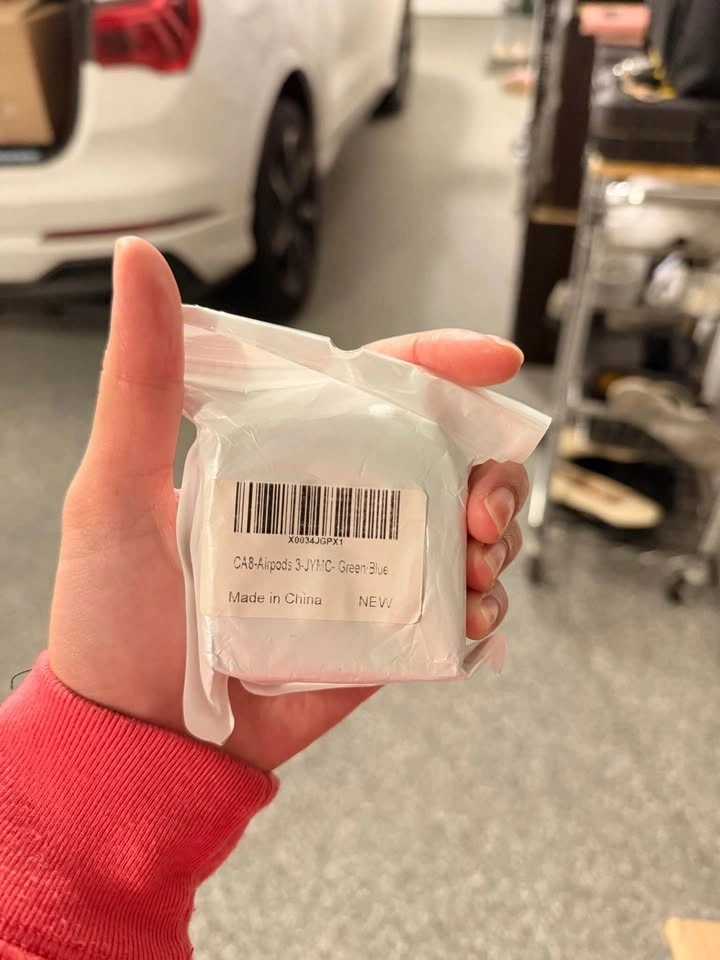 X0034JGPX1
CA8-Airpods 3-JYMC- Green Blue
Made in China NEW